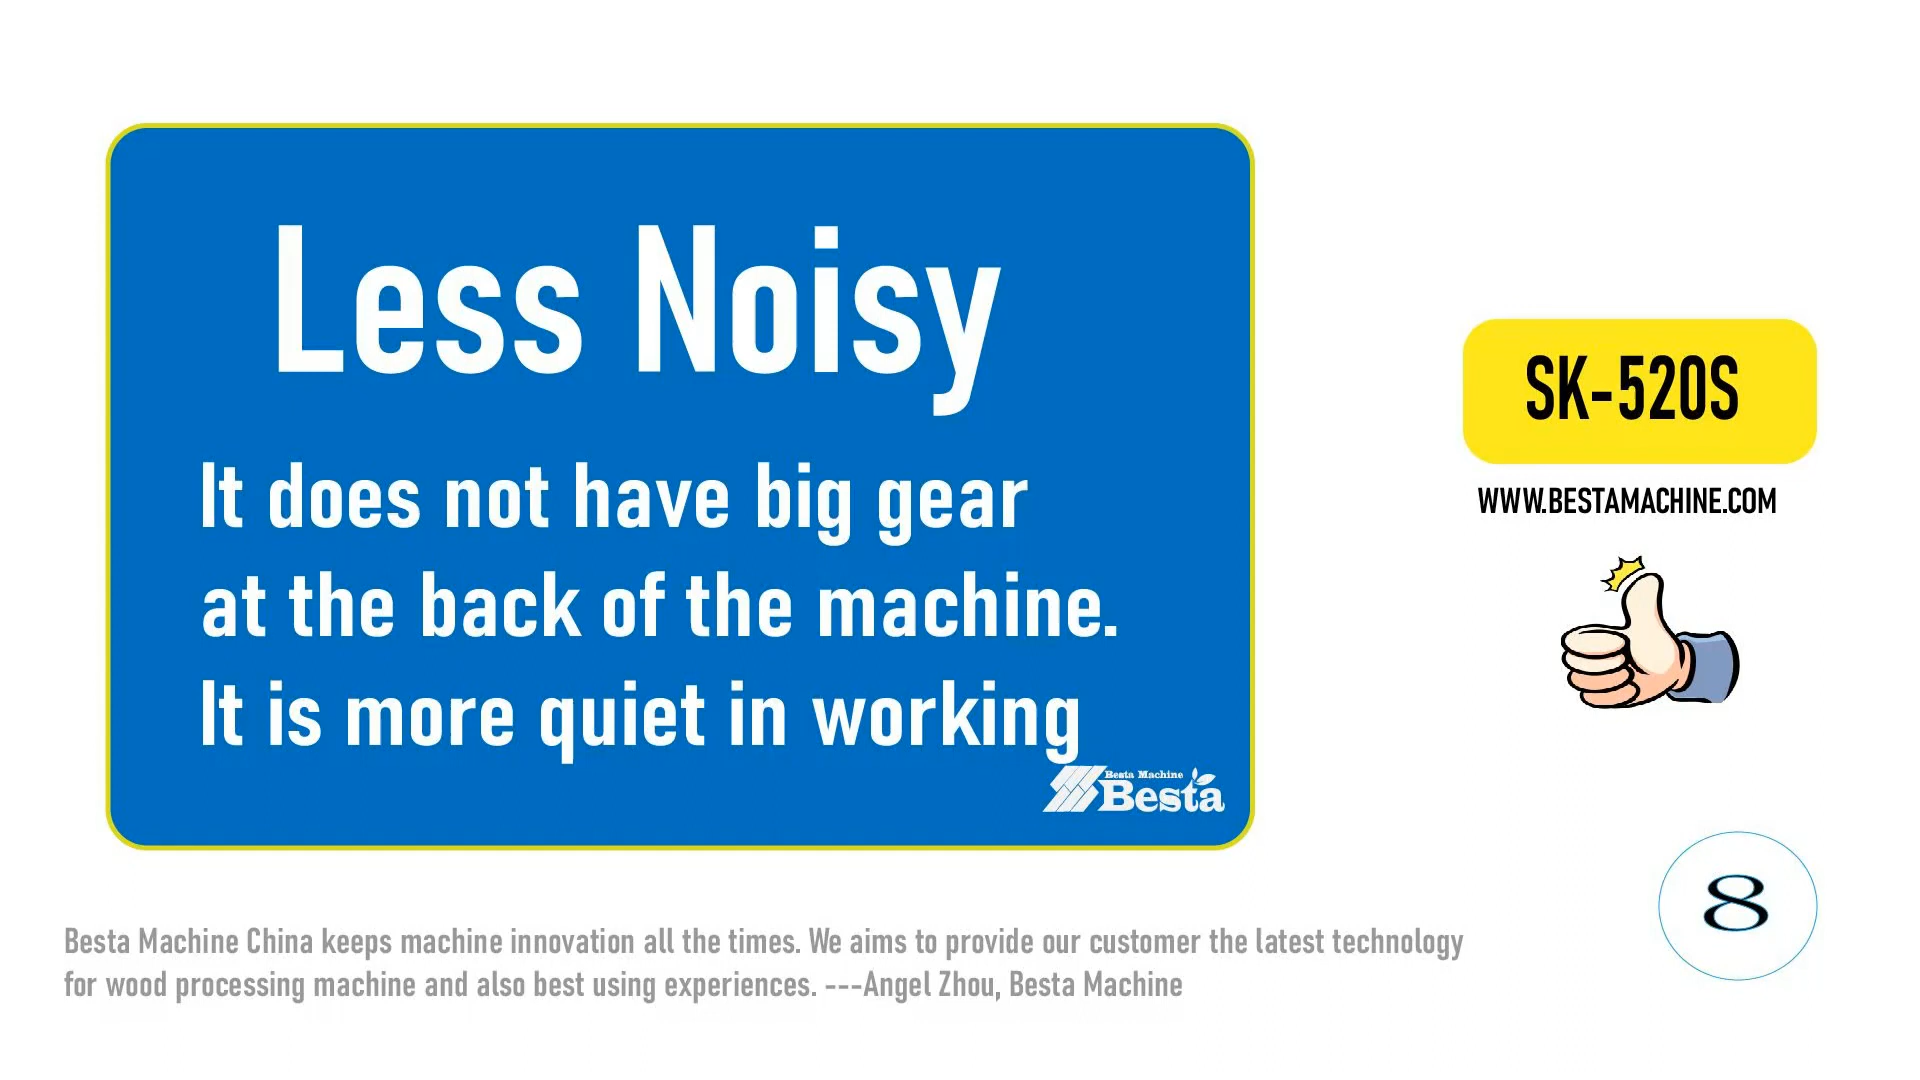 Less Noisy
It does not have big gear
at the back of the machine.
It is more quiet in working
Besta Machine
Besta
SK-520S
WWW.BESTAMACHINE.COM
8
Besta Machine China keeps machine innovation all the times. We aims to provide our customer the latest technology
for wood processing machine and also best using experiences. ---Angel Zhou, Besta Machine